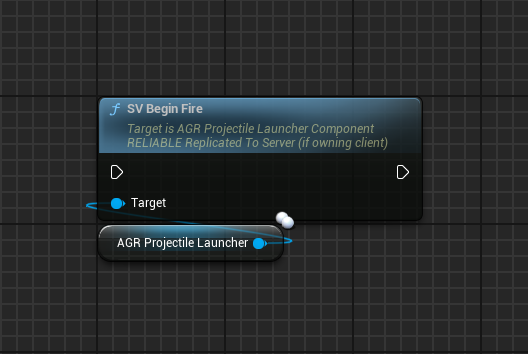 f SV Begin Fire
Target is AGR Projectile Launcher Component
RELIABLE Replicated To Server (if owning client)
Target
AGR Projectile Launcher